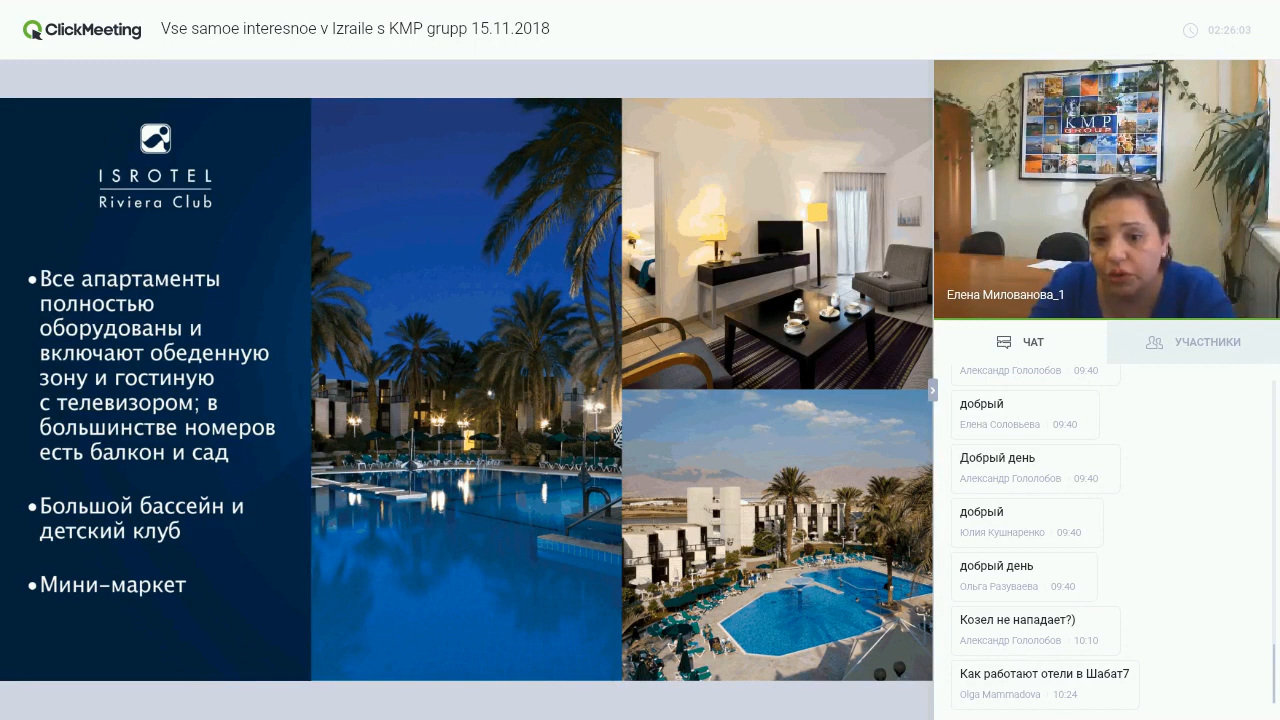 ClickMeeting
Vse samoe interesnoe v Izraile s KMP grupp 15.11.2018
02:26:03
ISROTEL
Riviera Club
•Все апартаменты
полностью
оборудованы и
включают обеденную
зону и гостиную
с телевизором; в
большинстве номеров
есть балкон и сад
•Большой бассейн и
детский клуб
•Мини-маркет
KMP
GROUP
Елена Милованова_1
ЧАТ
УЧАСТНИКИ
Александр Гололобов · 09:40
добрый
Елена Соловьева · 09:40
Добрый день
Александр Гололобов · 09:40
добрый
Юлия Кушнаренко · 09:40
добрый день
Ольга Разуваева · 09:40
Козел не нападает?)
Александр Гололобов · 10:10
Как работают отели в Шабат7
Olga Mammadova · 10:24